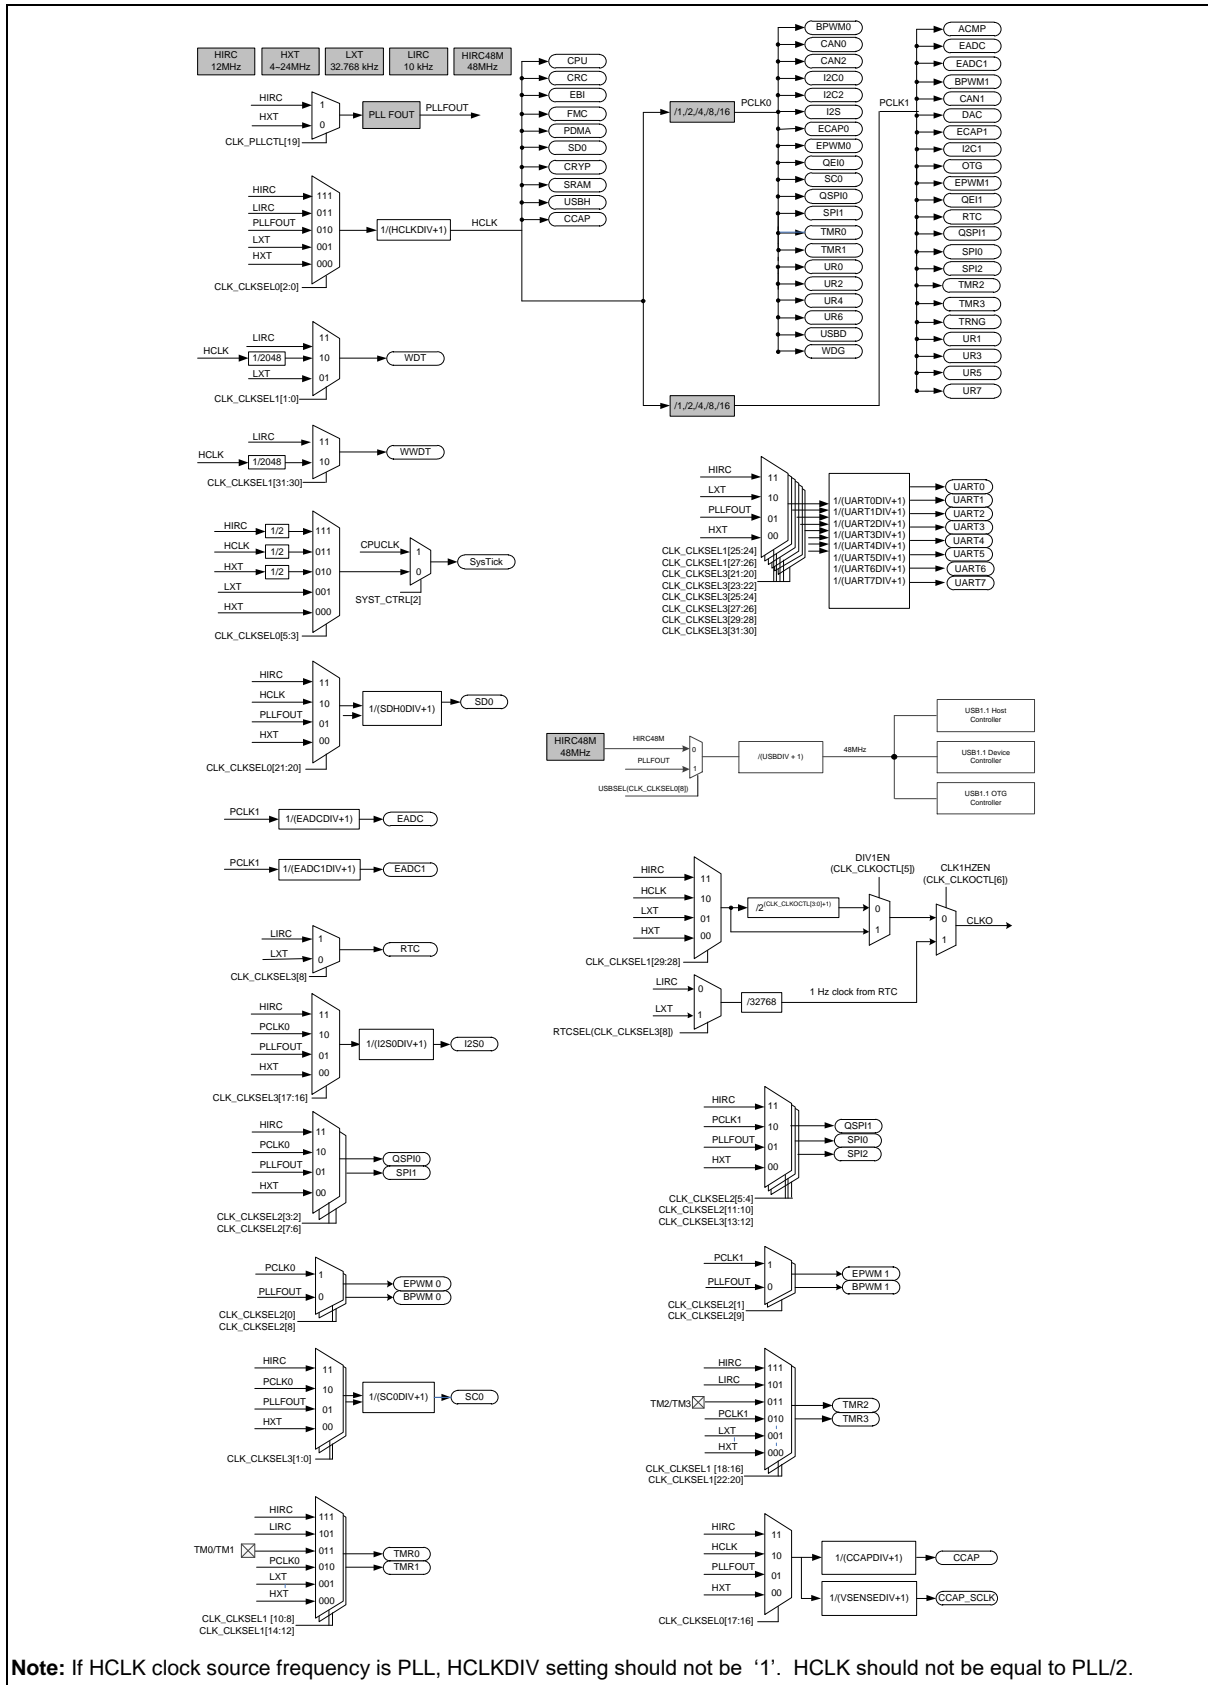 HIRC
12MHz
HXT
4~24MHz
LXT
32.768 kHz
LIRC
10 kHz
HIRC48M
48MHz
HIRC
HXT
1
0
PLL FOUT
PLLFOUT
CLK_PLLCTL[19]
HIRC
LIRC
PLLFOUT
LXT
HXT
111
011
010
001
000
1/(HCLKDIV+1)
HCLK
CLK_CLKSEL0[2:0]
CPU
CRC
EBI
FMC
PDMA
SD0
CRYP
SRAM
USBH
CCAP
/1,/2,/4,/8,/16
PCLK0
BPWM0
CAN0
CAN2
I2C0
I2C2
I2S
ECAP0
EPWM0
QEI0
SC0
QSPI0
SPI1
TMR0
TMR1
UR0
UR2
UR4
UR6
USBD
WDG
/1,/2,/4,/8,/16
PCLK1
ACMP
EADC
EADC1
BPWM1
CAN1
DAC
ECAP1
I2C1
OTG
EPWM1
QEI1
RTC
QSPI1
SPI0
SPI2
TMR2
TMR3
TRNG
UR1
UR3
UR5
UR7
LIRC
HCLK
1/2048
LXT
11
10
01
WDT
CLK_CLKSEL1[1:0]
LIRC
HCLK
1/2048
11
10
WWDT
CLK_CLKSEL1[31:30]
HIRC
1/2
HCLK
1/2
HXT
1/2
LXT
HXT
111
011
010
001
000
CPUCLK
1
0
SysTick
SYST_CTRL[2]
CLK_CLKSEL0[5:3]
HIRC
LXT
PLLFOUT
HXT
11
10
01
00
CLK_CLKSEL1[25:24]
CLK_CLKSEL1[27:26]
CLK_CLKSEL3[21:20]
CLK_CLKSEL3[23:22]
CLK_CLKSEL3[25:24]
CLK_CLKSEL3[27:26]
CLK_CLKSEL3[29:28]
CLK_CLKSEL3[31:30]
1/(UART0DIV+1)
1/(UART1DIV+1)
1/(UART2DIV+1)
1/(UART3DIV+1)
1/(UART4DIV+1)
1/(UART5DIV+1)
1/(UART6DIV+1)
1/(UART7DIV+1)
UART0
UART1
UART2
UART3
UART4
UART5
UART6
UART7
HIRC
HCLK
PLLFOUT
HXT
11
10
01
00
1/(SDH0DIV+1)
SD0
CLK_CLKSEL0[21:20]
HIRC48M
48MHz
HIRC48M
PLLFOUT
0
1
USBSEL(CLK_CLKSEL0[8])
/(USBDIV + 1)
48MHz
USB1.1 Host
Controller
USB1.1 Device
Controller
USB1.1 OTG
Controller
PCLK1
1/(EADCDIV+1)
EADC
PCLK1
1/(EADC1DIV+1)
EADC1
LIRC
LXT
1
0
RTC
CLK_CLKSEL3[8]
HIRC
HCLK
LXT
HXT
11
10
01
00
CLK_CLKSEL1[29:28]
/2(CLK_CLKOCTL[3:0]+1)
DIV1EN
(CLK_CLKOCTL[5])
0
1
CLK1HZEN
(CLK_CLKOCTL[6])
0
1
CLKO
LIRC
LXT
0
1
RTCSEL(CLK_CLKSEL3[8])
/32768
1 Hz clock from RTC
HIRC
PCLK0
PLLFOUT
HXT
11
10
01
00
1/(I2S0DIV+1)
I2S0
CLK_CLKSEL3[17:16]
HIRC
PCLK0
PLLFOUT
HXT
11
10
01
00
QSPI0
SPI1
CLK_CLKSEL2[3:2]
CLK_CLKSEL2[7:6]
HIRC
PCLK1
PLLFOUT
HXT
11
10
01
00
QSPI1
SPI0
SPI2
CLK_CLKSEL2[5:4]
CLK_CLKSEL2[11:10]
CLK_CLKSEL3[13:12]
PCLK0
PLLFOUT
1
0
EPWM 0
BPWM 0
CLK_CLKSEL2[0]
CLK_CLKSEL2[8]
PCLK1
PLLFOUT
1
0
EPWM 1
BPWM 1
CLK_CLKSEL2[1]
CLK_CLKSEL2[9]
HIRC
PCLK0
PLLFOUT
HXT
11
10
01
00
1/(SC0DIV+1)
SC0
CLK_CLKSEL3[1:0]
HIRC
LIRC
TM2/TM3
PCLK1
LXT
HXT
111
101
011
010
001
000
TMR2
TMR3
CLK_CLKSEL1 [18:16]
CLK_CLKSEL1[22:20]
HIRC
LIRC
TM0/TM1
PCLK0
LXT
HXT
111
101
011
010
001
000
TMR0
TMR1
CLK_CLKSEL1 [10:8]
CLK_CLKSEL1[14:12]
HIRC
HCLK
PLLFOUT
HXT
11
10
01
00
1/(CCAPDIV+1)
CCAP
1/(VSENSEDIV+1)
CCAP_SCLK
CLK_CLKSEL0[17:16]
Note: If HCLK clock source frequency is PLL, HCLKDIV setting should not be ‘1’. HCLK should not be equal to PLL/2.